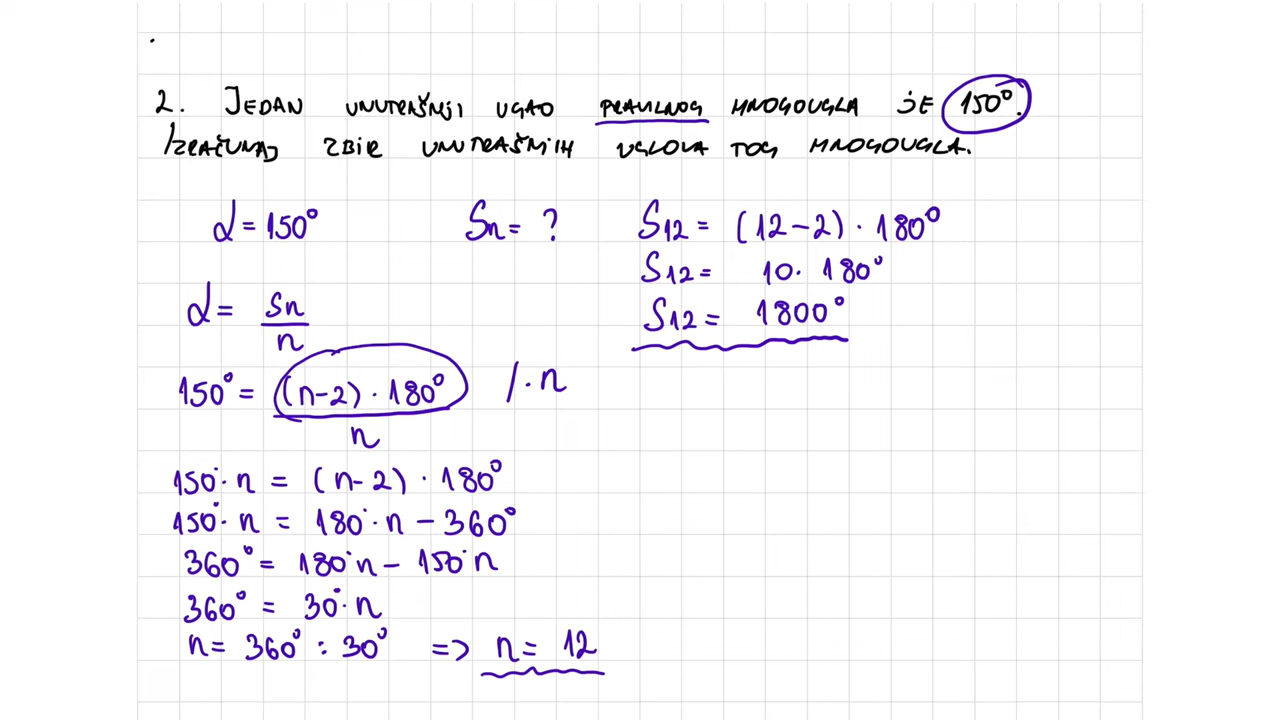 2. JEDAN UNUTRAŠNJI UGAO PRAVILNOG MNOGOUGLA JE 150°.
IZRAČUNAJ ZBIR UNUTRAŠNJIH UGLOVA TOG MNOGOUGLA.
α = 150°
Sn = ?
α = Sn / n
150° = (n-2) · 180° / n /· n
150° · n = (n-2) · 180°
150° · n = 180° · n - 360°
360° = 180° n - 150° n
360° = 30° · n
n = 360° : 30° => n = 12
S12 = (12-2) · 180°
S12 = 10 · 180°
S12 = 1800°